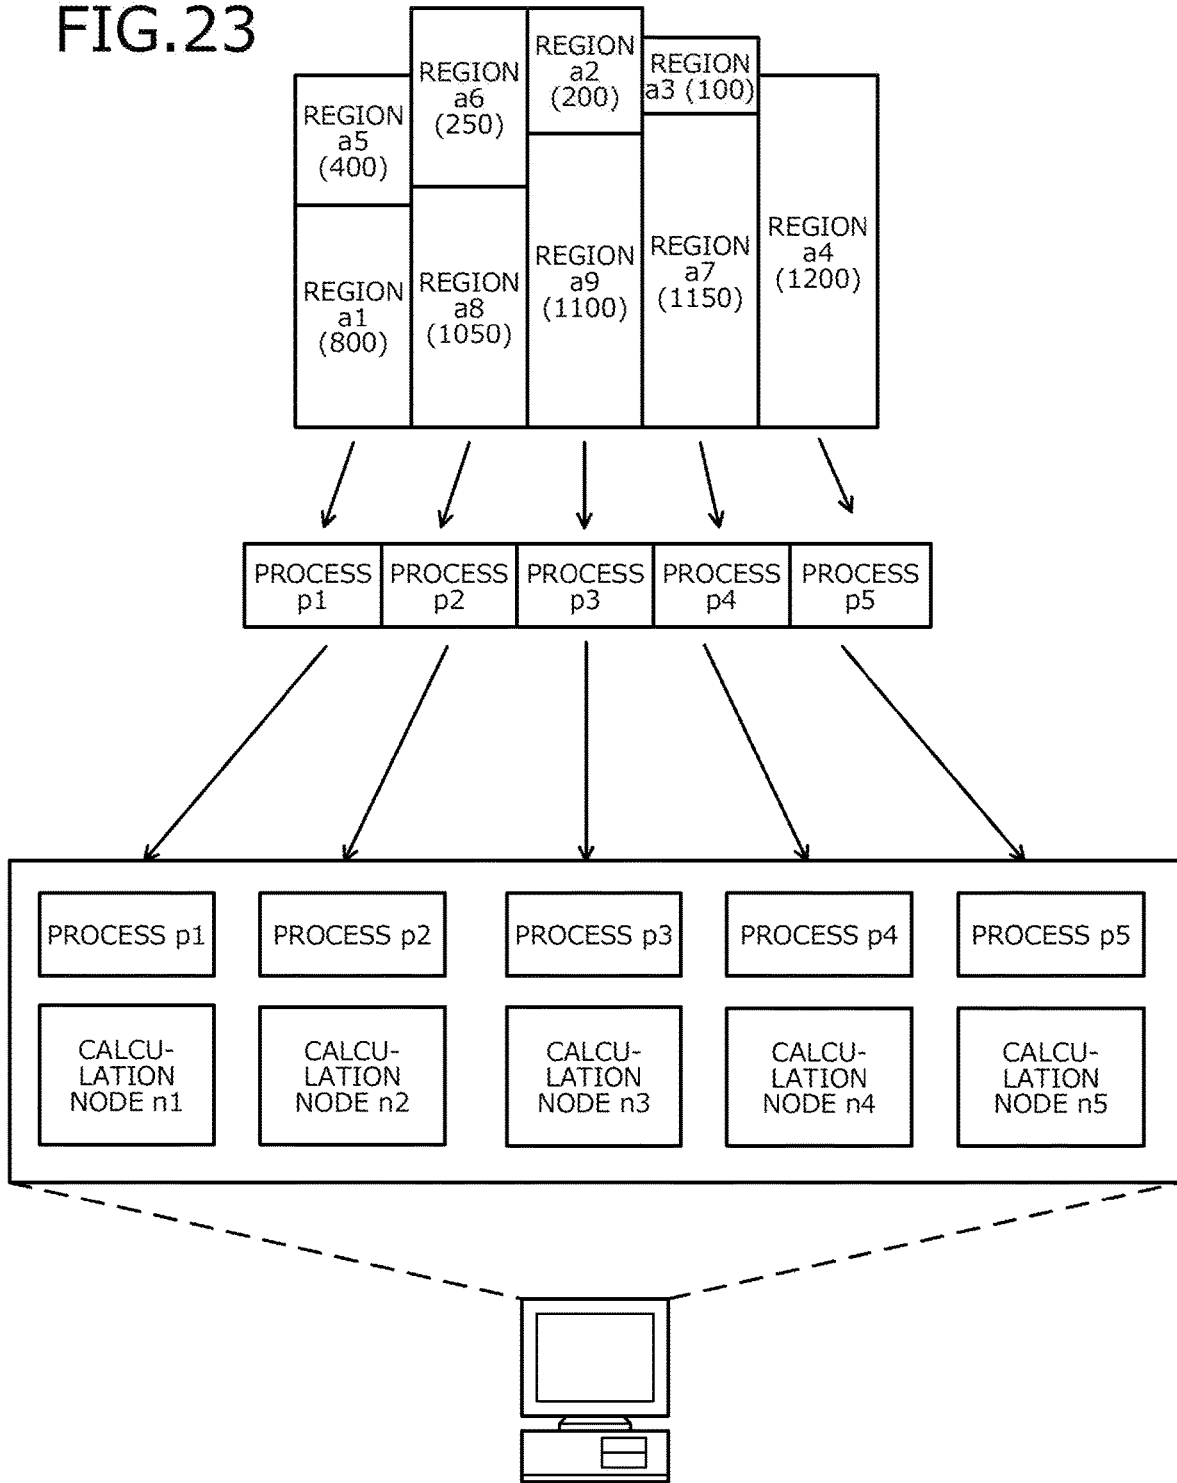 FIG.23
REGION
a5
(400)
REGION
a1
(800)
REGION
a6
(250)
REGION
a8
(1050)
REGION
a2
(200)
REGION
a9
(1100)
REGION
a3 (100)
REGION
a7
(1150)
REGION
a4
(1200)
PROCESS
p1
PROCESS
p2
PROCESS
p3
PROCESS
p4
PROCESS
p5
PROCESS p1
PROCESS p2
PROCESS p3
PROCESS p4
PROCESS p5
CALCU-
LATION
NODE n1
CALCU-
LATION
NODE n2
CALCU-
LATION
NODE n3
CALCU-
LATION
NODE n4
CALCU-
LATION
NODE n5